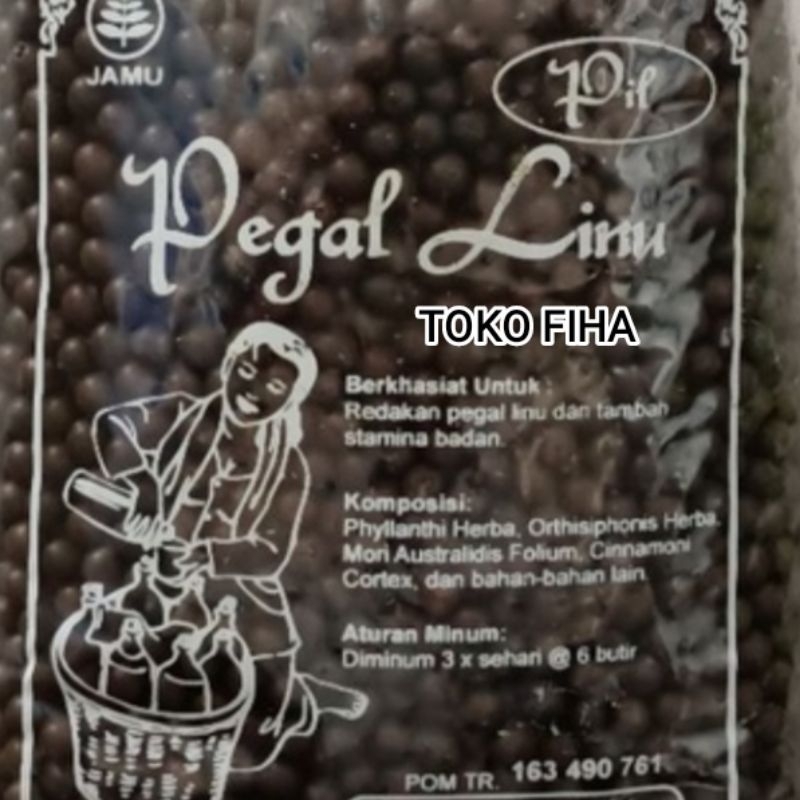 JAMU
Pil
Pegal Linu
TOKO FIHA
Berkhasiat Untuk :
Redakan pegal linu dan tambah
stamina badan.
Komposisi:
Phyllanthi Herba, Orthisiphonis Herba.
Mori Australidis Folium, Cinnamoni
Cortex, dan bahan-bahan lain.
Aturan Minum:
Diminum 3 x sehari @ 6 butir
POM TR. 163 490 761